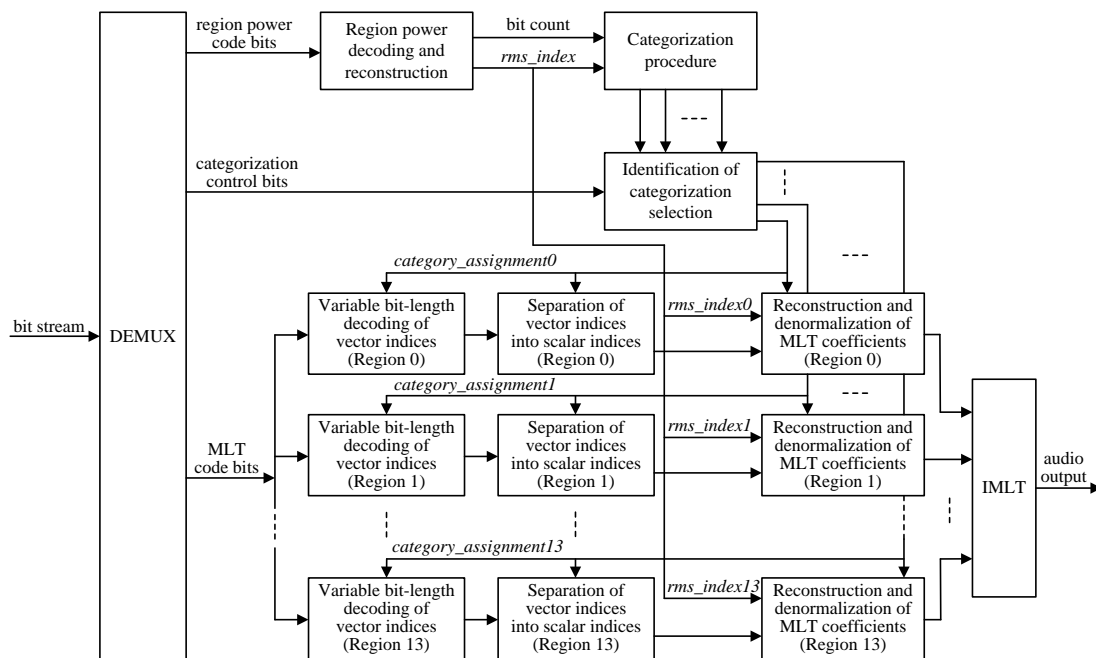 region power
code bits
Region power
decoding and
reconstruction
bit count
rms_index
Categorization
procedure
categorization
control bits
Identification of
categorization
selection
category_assignment0
bit stream
DEMUX
Variable bit-length
decoding of
vector indices
(Region 0)
Separation of
vector indices
into scalar indices
(Region 0)
rms_index0
Reconstruction and
denormalization of
MLT coefficients
(Region 0)
category_assignment1
MLT
code bits
Variable bit-length
decoding of
vector indices
(Region 1)
Separation of
vector indices
into scalar indices
(Region 1)
rms_index1
Reconstruction and
denormalization of
MLT coefficients
(Region 1)
IMLT
audio
output
category_assignment13
Variable bit-length
decoding of
vector indices
(Region 13)
Separation of
vector indices
into scalar indices
(Region 13)
rms_index13
Reconstruction and
denormalization of
MLT coefficients
(Region 13)